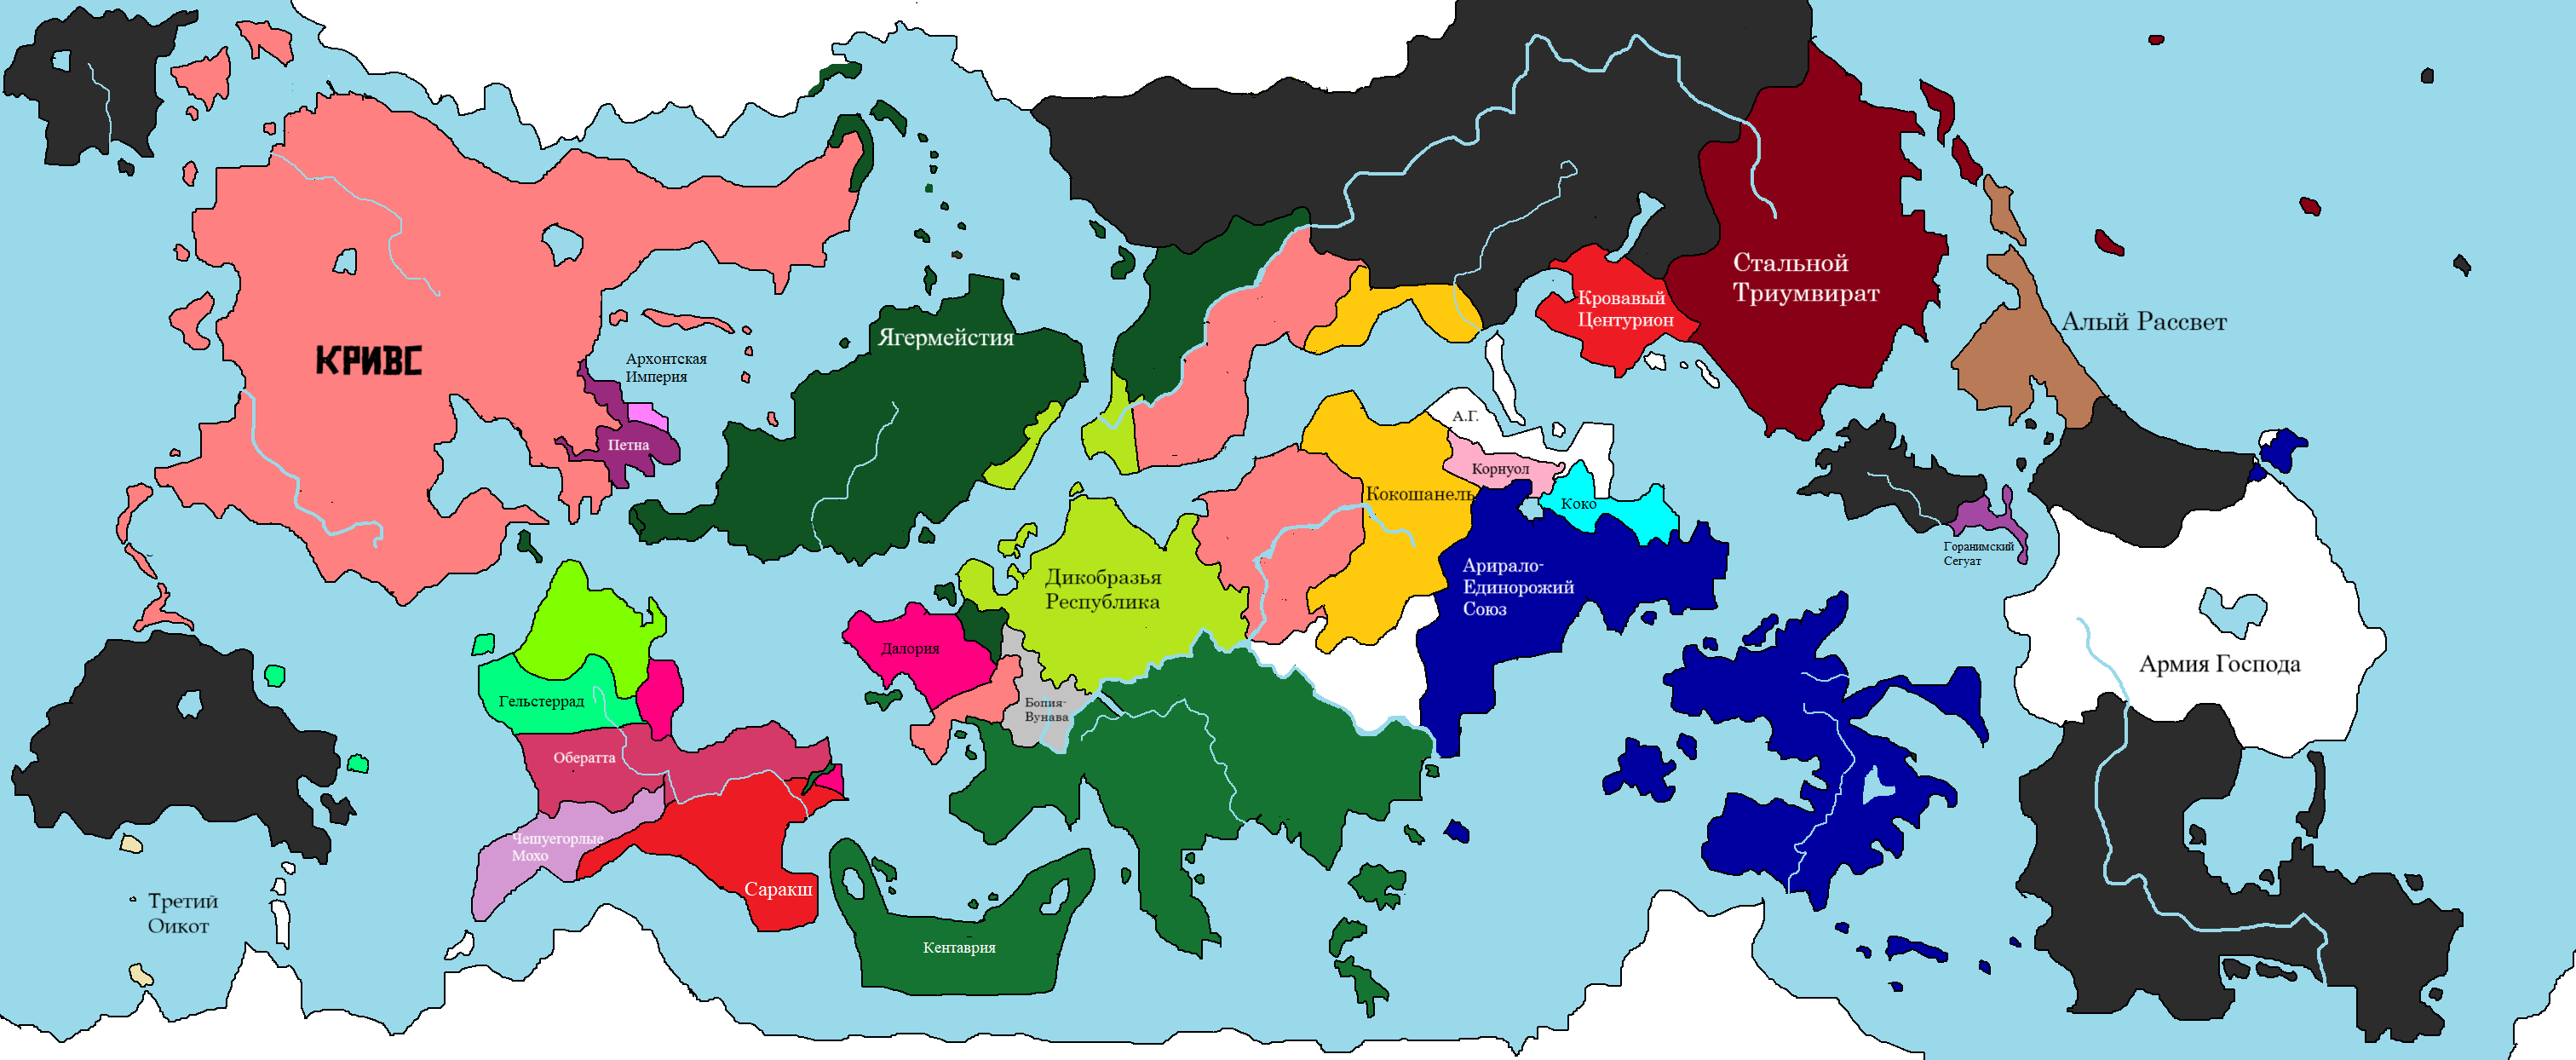 Стальной
Триумвират
Кровавый
Центурион
Алый Рассвет
Ягермейстия
КРИВС
Архонтская
Империя
Петна
А.Г.
Корнуол
Кокошанель
Коко
Горанимский
Сегуат
Дикобразья
Республика
Арирало-
Единорожий
Союз
Далория
Армия Господа
Гельстеррад
Бопия-
Вунава
Обератта
Чешуегорлые
Мохо
Саракш
Третий
Оикот
Кентаврия